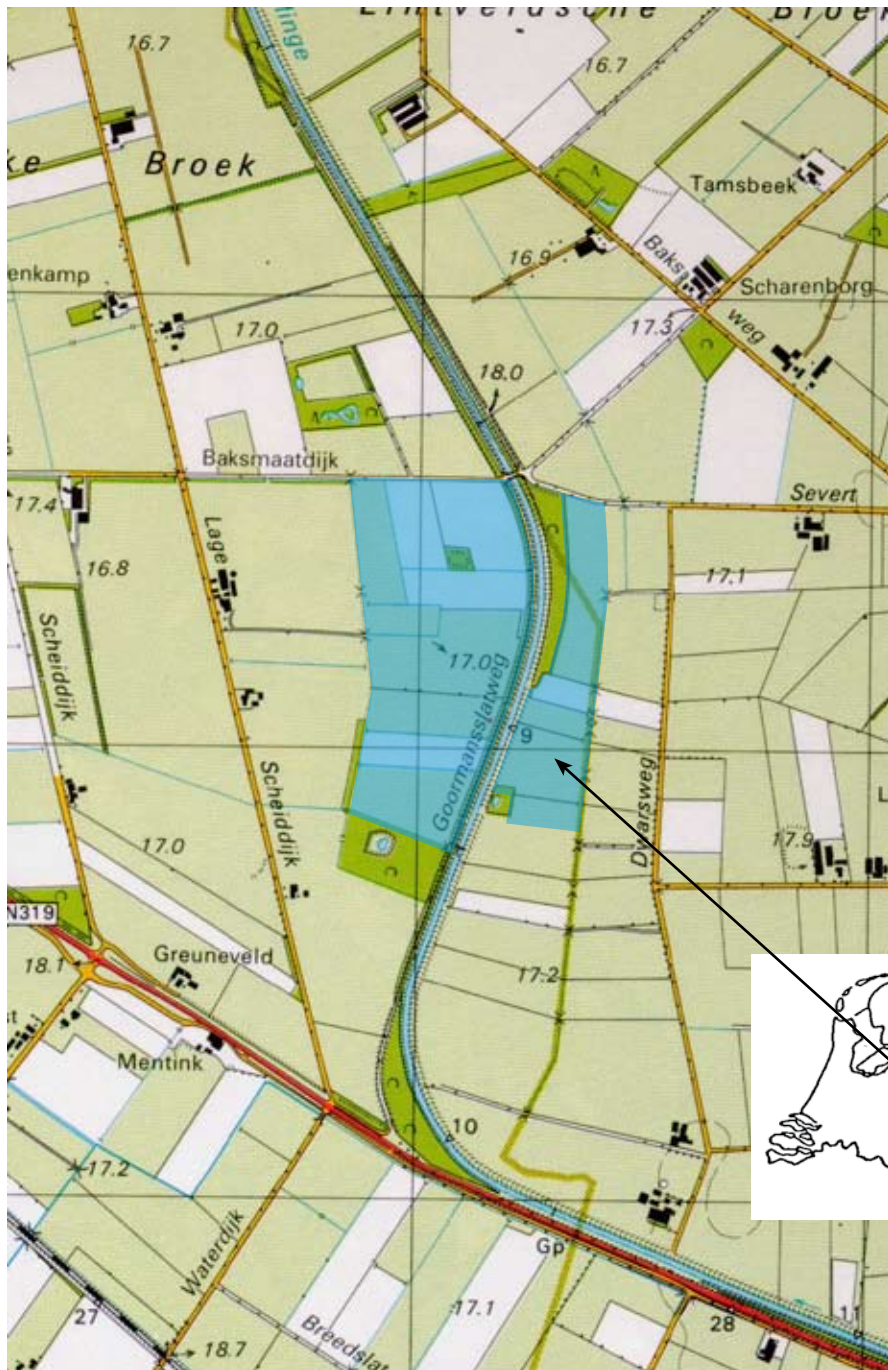 16.7
16.7
Broek
Tamsbeek
enkamp
16.9
Baks
Scharenborg
17.0
17.3
weg
18.0
Baksmaatdijk
17.4
Severt
Lage
16.8
17.1
Scheiddijk
17.0
Goormansslatweg
9
Scheiddijk
Dwarsweg
17.0
17.9
L
N319
Greuneveld
18.1
17.2
st
Mentink
10
17.2
Waterdijk
Gp
17.1
27
28
11
18.7
Breedslat